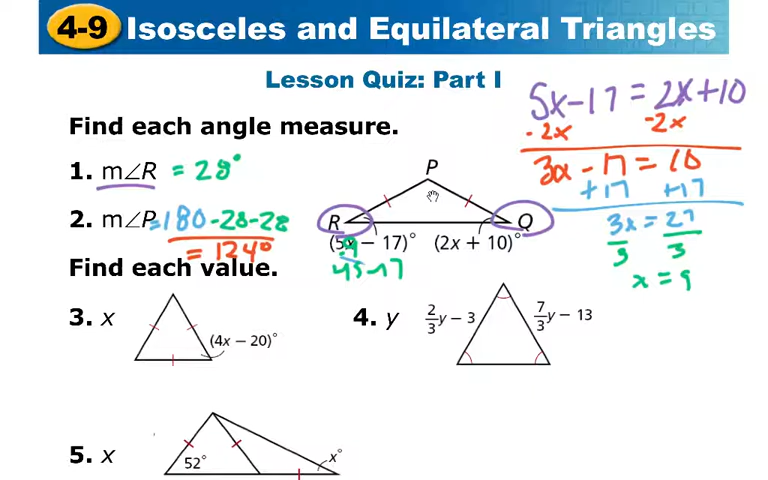 4-9 Isosceles and Equilateral Triangles
Lesson Quiz: Part I
5x-17 = 2x+10
-2x -2x
3x - 17 = 10
+17 +17
3x = 27
3 3
x = 9
Find each angle measure.
1. m∠R = 28°
2. m∠P = 180 -28-28
= 124°
P
R Q
(5x − 17)° (2x + 10)°
.9
45-17
Find each value.
3. x
(4x − 20)°
4. y
2/3y − 3
7/3y − 13
5. x
52°
x°